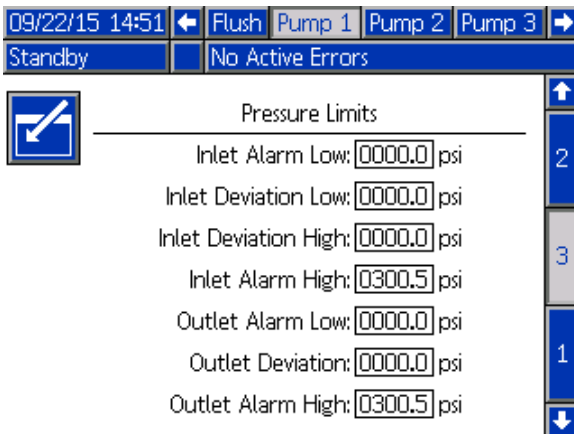 09/22/15 14:51 Flush Pump 1 Pump 2 Pump 3
Standby No Active Errors
Pressure Limits
Inlet Alarm Low: 0000.0 psi
2
Inlet Deviation Low: 0000.0 psi
Inlet Deviation High: 0000.0 psi
3
Inlet Alarm High: 0300.5 psi
Outlet Alarm Low: 0000.0 psi
1
Outlet Deviation: 0000.0 psi
Outlet Alarm High: 0300.5 psi